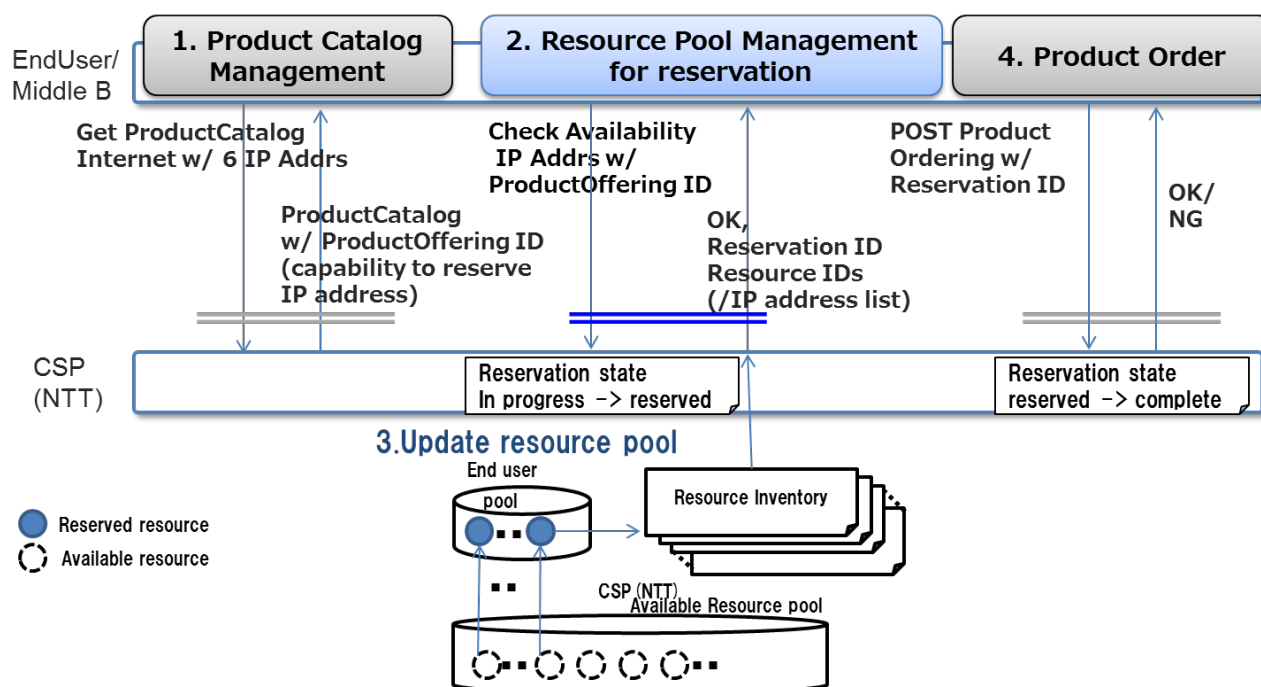 EndUser/
Middle B
1. Product Catalog
Management
2. Resource Pool Management
for reservation
4. Product Order
Get ProductCatalog
Internet w/ 6 IP Addrs
ProductCatalog
w/ ProductOffering ID
(capability to reserve
IP address)
Check Availability
IP Addrs w/
ProductOffering ID
OK,
Reservation ID
Resource IDs
(/IP address list)
POST Product
Ordering w/
Reservation ID
OK/
NG
CSP
(NTT)
Reservation state
In progress -> reserved
Reservation state
reserved -> complete
3.Update resource pool
End user
pool
Resource Inventory
Reserved resource
Available resource
CSP(NTT)
Available Resource pool